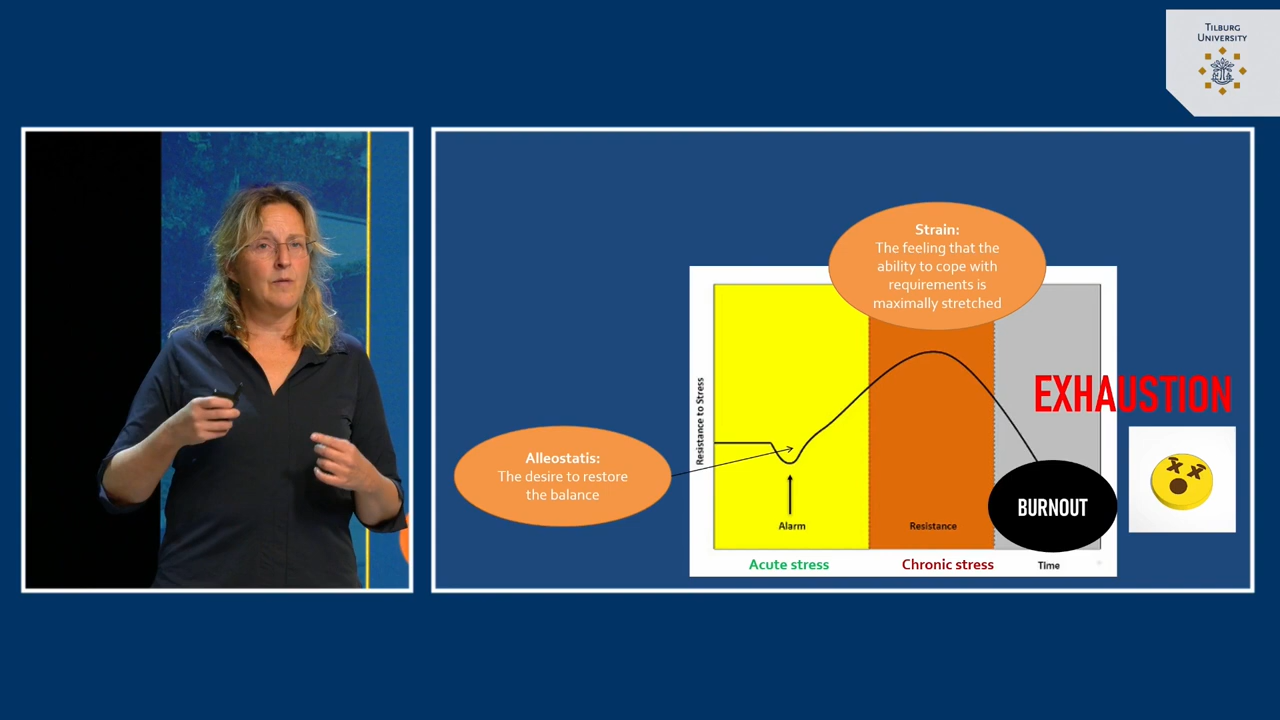 TILBURG
UNIVERSITY
Strain:
The feeling that the
ability to cope with
requirements is
maximally stretched
Resistance to Stress
EXHAUSTION
Alleostatis:
The desire to restore
the balance
BURNOUT
Alarm
Resistance
Acute stress
Chronic stress
Time